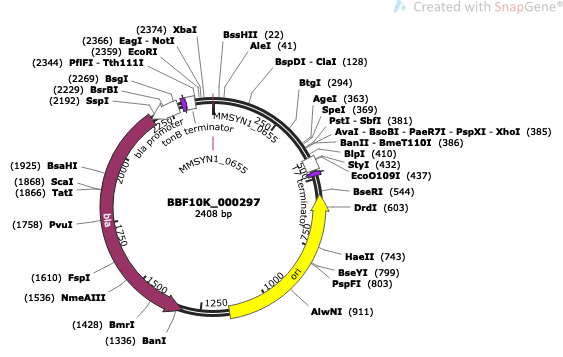 Created with SnapGene®
(2374) XbaI
(2366) EagI - NotI
(2359) EcoRI
(2344) PflFI - Tth111I
(2269) BsgI
(2229) BsrBI
(2192) SspI
BssHII (22)
AleI (41)
BspDI - ClaI (128)
BtgI (294)
AgeI (363)
SpeI (369)
PstI - SbfI (381)
AvaI - BsoBI - PaeR7I - PspXI - XhoI (385)
BanII - BmeT110I (386)
BlpI (410)
StyI (432)
EcoO109I (437)
BseRI (544)
DrdI (603)
HaeII (743)
BseYI (799)
PspFI (803)
AlwNI (911)
(1925) BsaHI
(1868) ScaI
(1866) TatI
(1758) PvuI
(1610) FspI
(1536) NmeAIII
(1428) BmrI
(1336) BanI
MMSYN1_0655
MMSYN1_0655
bla promoter
tonB terminator
T7 terminator
bla
ori
250
500
750
1000
1250
1500
1750
2000
2250
BBF10K_000297
2408 bp